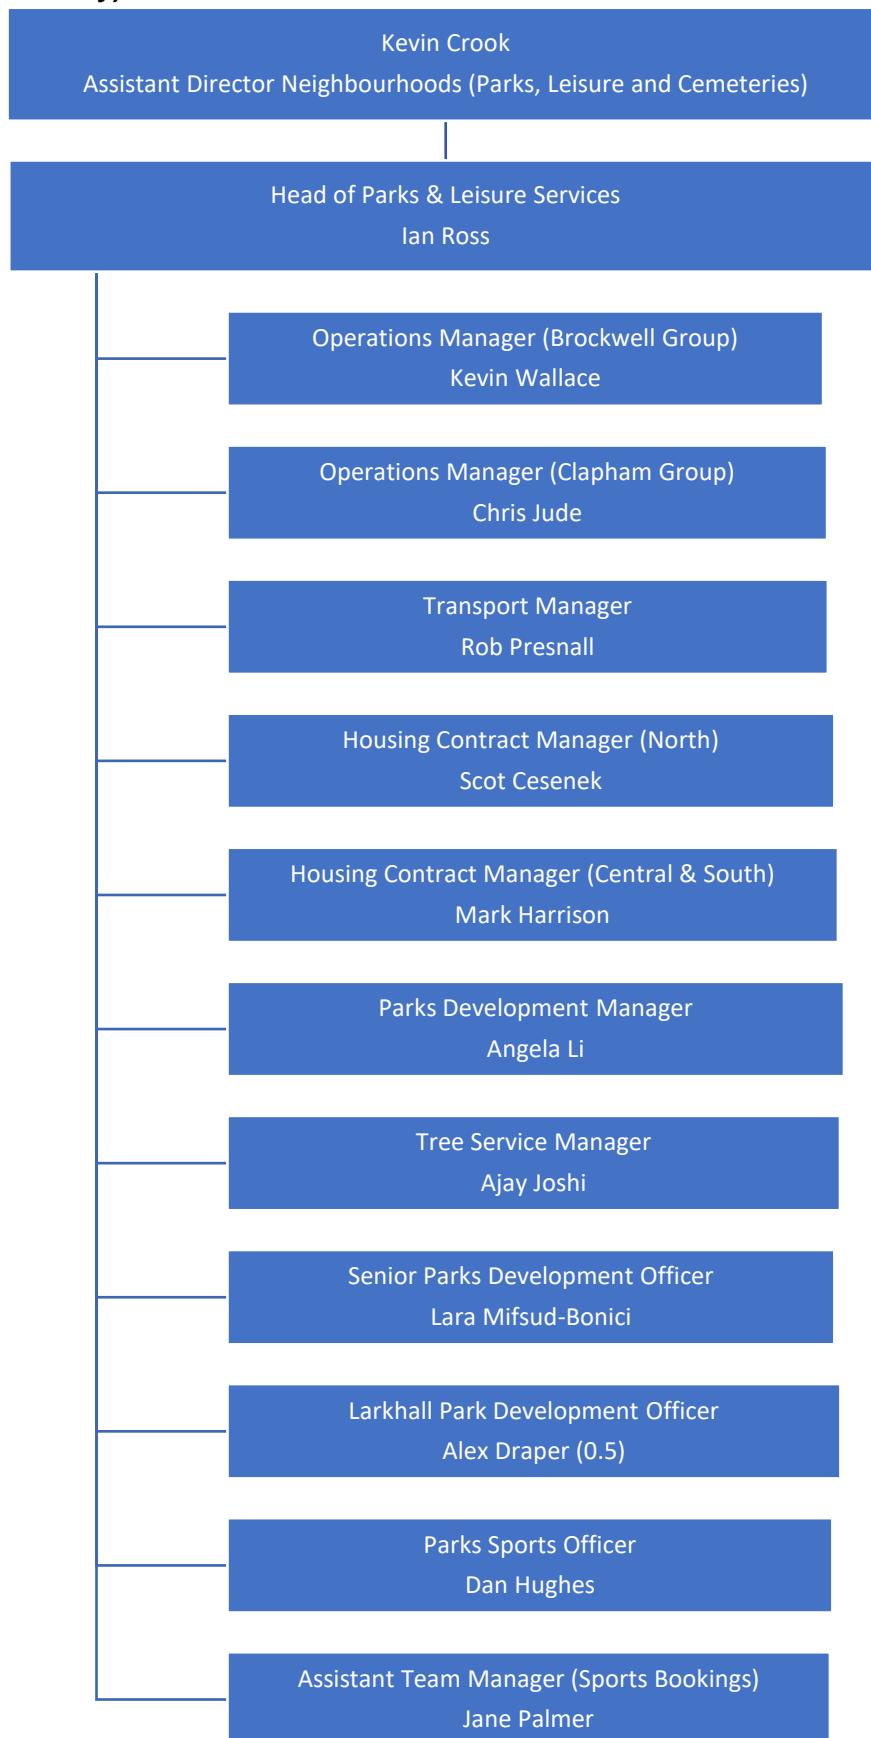 Kevin Crook
Assistant Director Neighbourhoods (Parks, Leisure and Cemeteries)
Head of Parks & Leisure Services
Ian Ross
Operations Manager (Brockwell Group)
Kevin Wallace
Operations Manager (Clapham Group)
Chris Jude
Transport Manager
Rob Presnall
Housing Contract Manager (North)
Scot Cesenek
Housing Contract Manager (Central & South)
Mark Harrison
Parks Development Manager
Angela Li
Tree Service Manager
Ajay Joshi
Senior Parks Development Officer
Lara Mifsud-Bonici
Larkhall Park Development Officer
Alex Draper (0.5)
Parks Sports Officer
Dan Hughes
Assistant Team Manager (Sports Bookings)
Jane Palmer